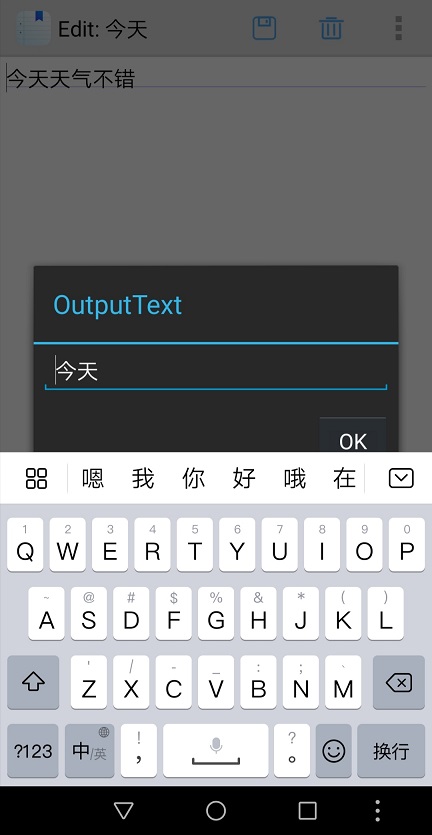 Edit: 今天
今天天气不错
OutputText
今天
OK
嗯 我 你 好 哦 在
1 2 3 4 5 6 7 8 9 0
Q W E R T Y U I O P
~ @ # $ % & * ( )
A S D F G H J K L
' / - _ : ; 、
Z X C V B N M
?123 中/英 ! , ? 。 换行